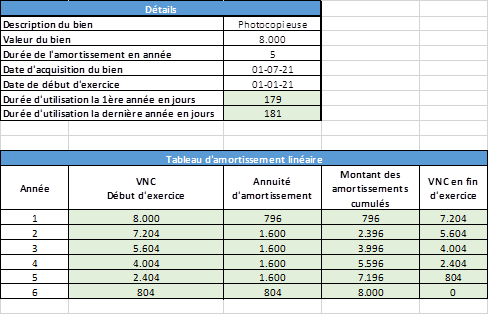 Détails
Description du bien Photocopieuse
Valeur du bien 8.000
Durée de l'amortissement en année 5
Date d'acquisition du bien 01-07-21
Date de début d'exercice 01-01-21
Durée d'utilisation la 1ère année en jours 179
Durée d'utilisation la dernière année en jours 181
Tableau d'amortissement linéaire
Année VNC Début d'exercice Annuité d'amortissement Montant des amortissements cumulés VNC en fin d'exercice
1 8.000 796 796 7.204
2 7.204 1.600 2.396 5.604
3 5.604 1.600 3.996 4.004
4 4.004 1.600 5.596 2.404
5 2.404 1.600 7.196 804
6 804 804 8.000 0